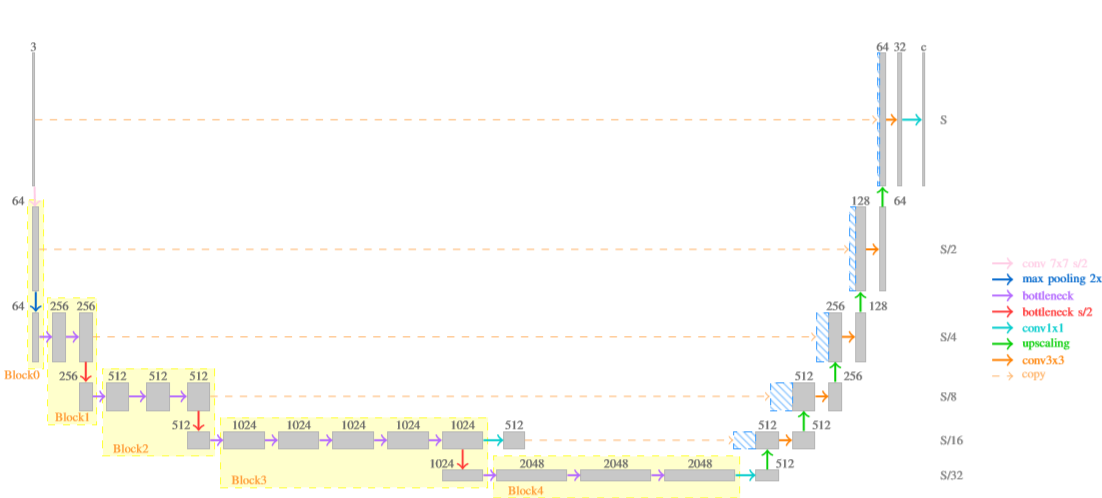 3
64 32 c
S
64
128 64
S/2
64 256 256
256 128
S/4
Block0
256 512 512 512
512 256
S/8
Block1
512 1024 1024 1024 1024 1024 512
512 512
S/16
Block2
1024 2048 2048 2048
512
S/32
Block3
Block4
conv 7x7 s/2
max pooling 2x
bottleneck
bottleneck s/2
conv1x1
upscaling
conv3x3
copy